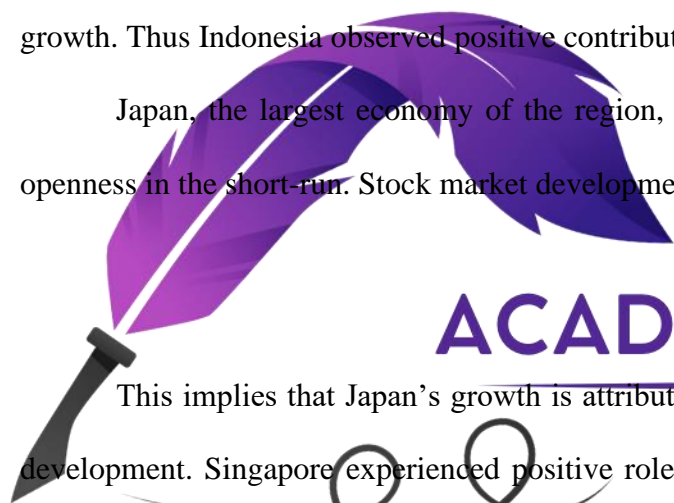 growth. Thus Indonesia observed positive contribut
Japan, the largest economy of the region,
openness in the short-run. Stock market developme
ACAD
This implies that Japan’s growth is attribut
development. Singapore experienced positive role